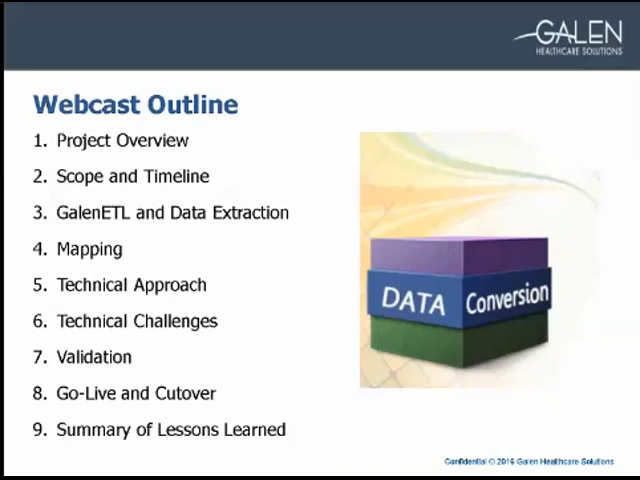 GALEN
HEALTHCARE SOLUTIONS
Webcast Outline
1. Project Overview
2. Scope and Timeline
3. GalenETL and Data Extraction
4. Mapping
5. Technical Approach
6. Technical Challenges
7. Validation
8. Go-Live and Cutover
9. Summary of Lessons Learned
DATA Conversion
Confidential © 2016 Galen Healthcare Solutions